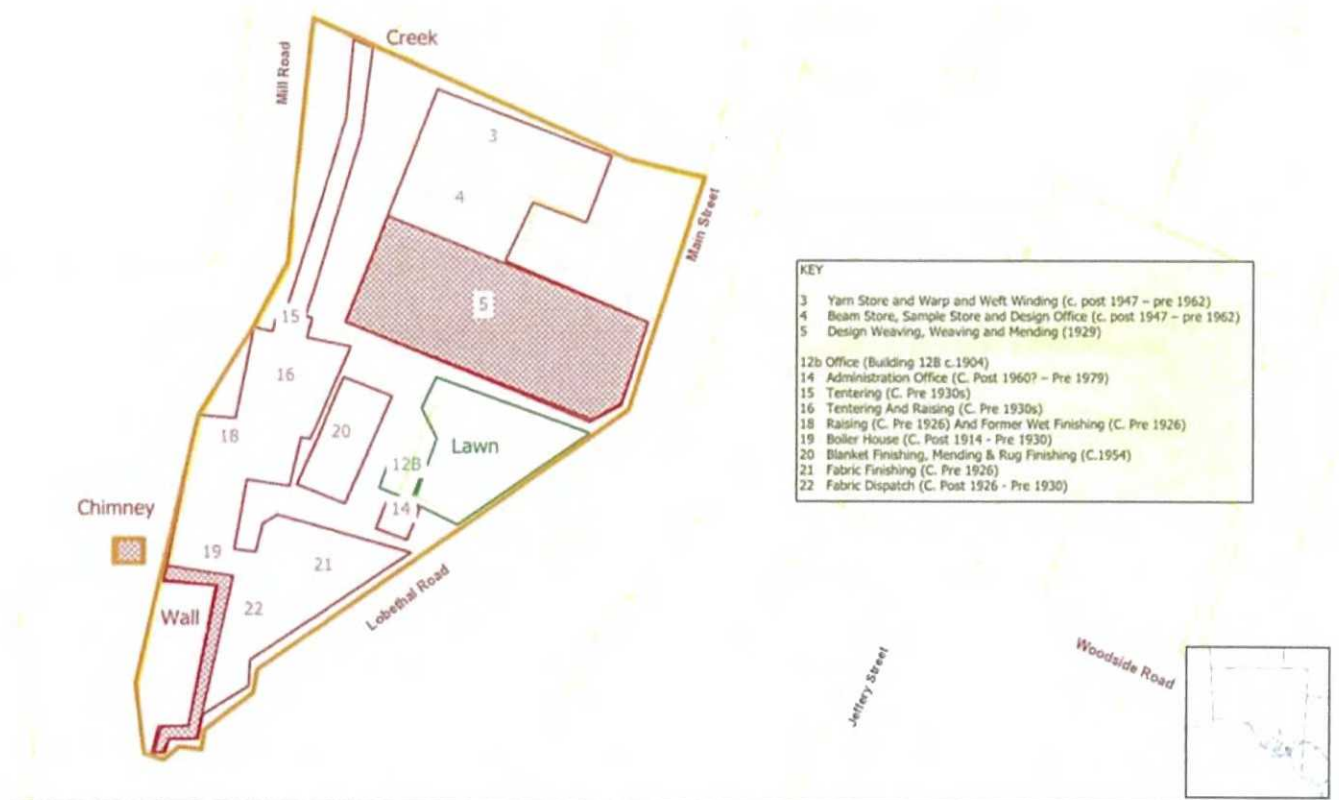 Creek
Mill Road
3
4
Main Street
5
15
16
18
20
12B
Lawn
14
Chimney
19
21
Wall
22
Lobethal Road
KEY
3 Yarn Store and Warp and Weft Winding (c. post 1947 – pre 1962)
4 Beam Store, Sample Store and Design Office (c. post 1947 – pre 1962)
5 Design Weaving, Weaving and Mending (1929)
12b Office (Building 12B c.1904)
14 Administration Office (C. Post 1960? – Pre 1979)
15 Tentering (C. Pre 1930s)
16 Tentering And Raising (C. Pre 1930s)
18 Raising (C. Pre 1926) And Former Wet Finishing (C. Pre 1926)
19 Boiler House (C. Post 1914 - Pre 1930)
20 Blanket Finishing, Mending & Rug Finishing (C.1954)
21 Fabric Finishing (C. Pre 1926)
22 Fabric Dispatch (C. Post 1926 - Pre 1930)
Jeffery Street
Woodside Road